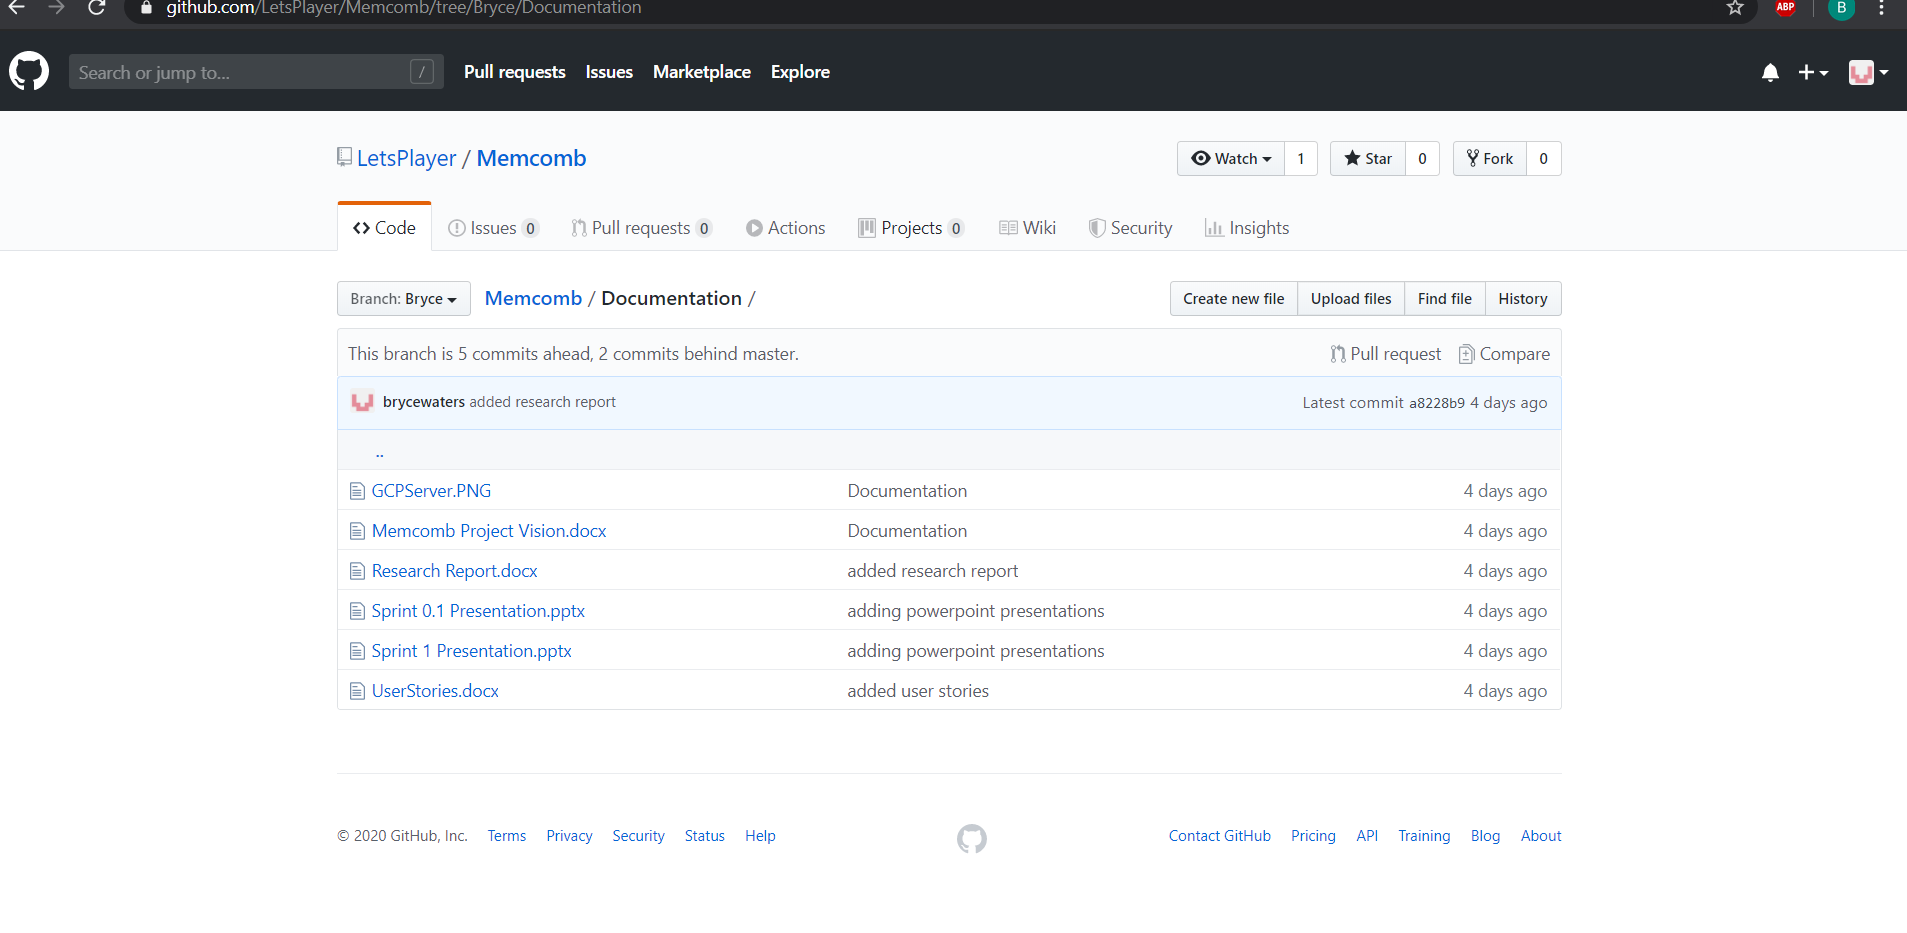 github.com/LetsPlayer/Memcomb/tree/Bryce/Documentation ABP B
Search or jump to... / Pull requests Issues Marketplace Explore
LetsPlayer / Memcomb Watch 1 Star 0 Fork 0
Code Issues 0 Pull requests 0 Actions Projects 0 Wiki Security Insights
Branch: Bryce Memcomb / Documentation / Create new file Upload files Find file History
This branch is 5 commits ahead, 2 commits behind master. Pull request Compare
brycewaters added research report Latest commit a8228b9 4 days ago
..
GCPServer.PNG Documentation 4 days ago
Memcomb Project Vision.docx Documentation 4 days ago
Research Report.docx added research report 4 days ago
Sprint 0.1 Presentation.pptx adding powerpoint presentations 4 days ago
Sprint 1 Presentation.pptx adding powerpoint presentations 4 days ago
UserStories.docx added user stories 4 days ago
© 2020 GitHub, Inc. Terms Privacy Security Status Help Contact GitHub Pricing API Training Blog About